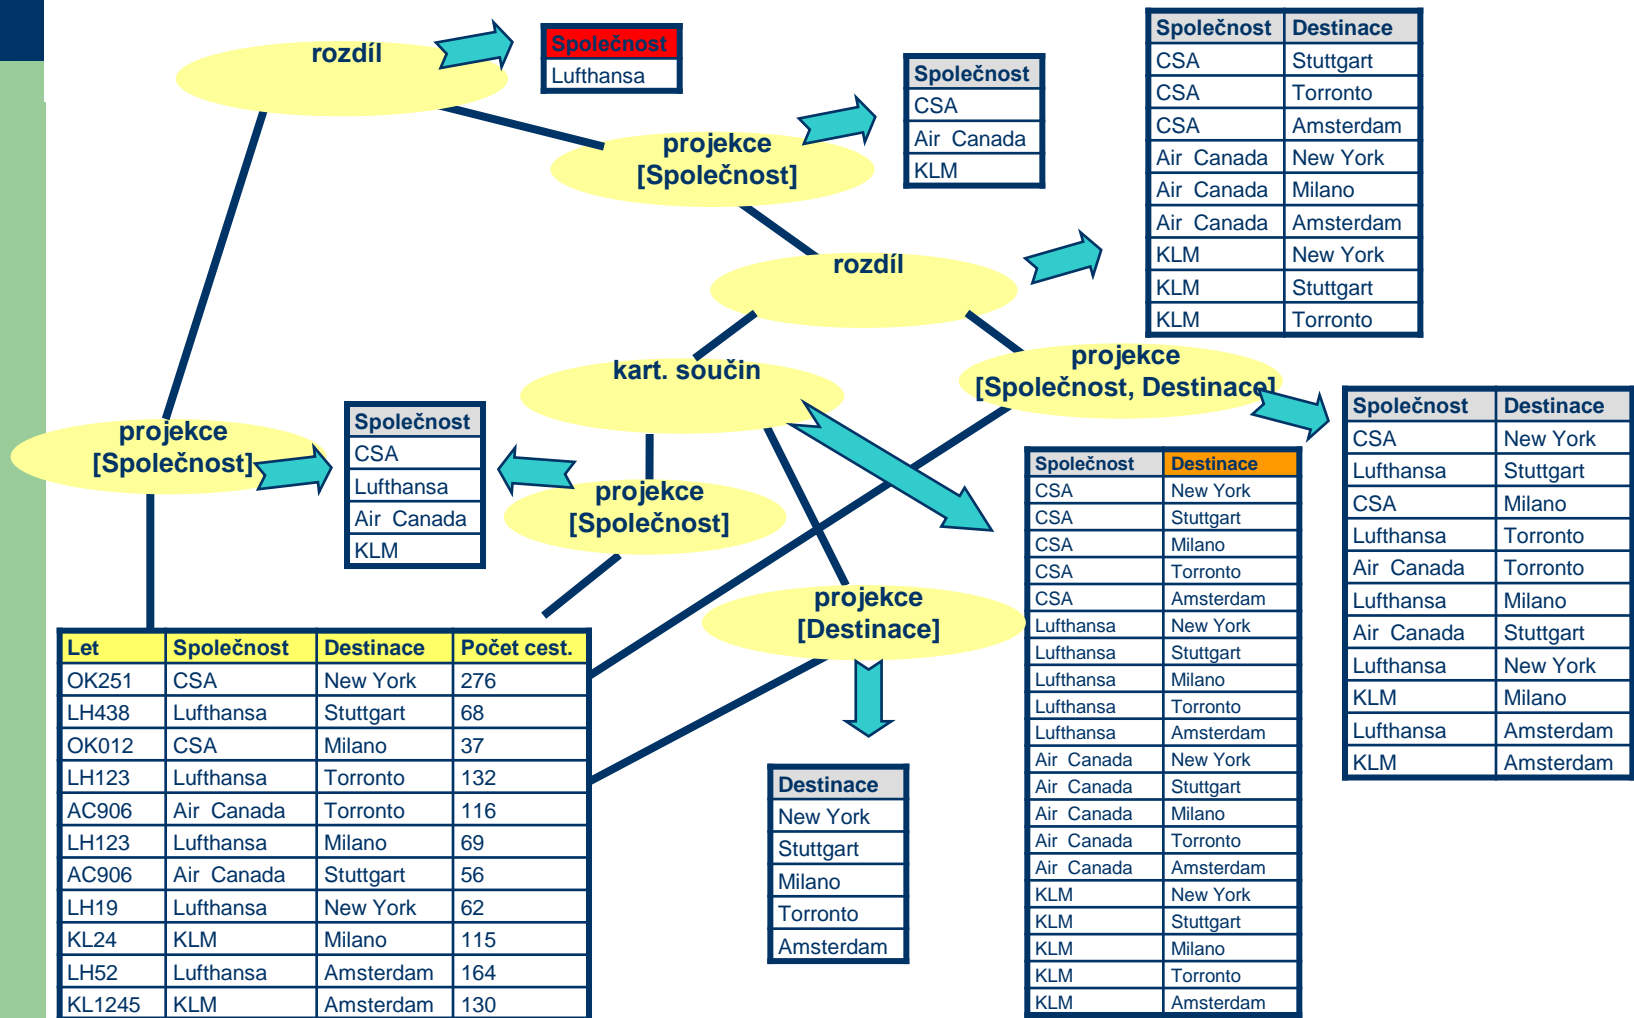 rozdíl
Společnost
Lufthansa
projekce
[Společnost]
Společnost
CSA
Air Canada
KLM
Společnost Destinace
CSA Stuttgart
CSA Torronto
CSA Amsterdam
Air Canada New York
Air Canada Milano
Air Canada Amsterdam
KLM New York
KLM Stuttgart
KLM Torronto
rozdíl
kart. součin
projekce
[Společnost, Destinace]
projekce
[Společnost]
Společnost
CSA
Lufthansa
Air Canada
KLM
projekce
[Společnost]
projekce
[Destinace]
Společnost Destinace
CSA New York
Lufthansa Stuttgart
CSA Milano
Lufthansa Torronto
Air Canada Torronto
Lufthansa Milano
Air Canada Stuttgart
Lufthansa New York
KLM Milano
Lufthansa Amsterdam
KLM Amsterdam
Společnost Destinace
CSA New York
CSA Stuttgart
CSA Milano
CSA Torronto
CSA Amsterdam
Lufthansa New York
Lufthansa Stuttgart
Lufthansa Milano
Lufthansa Torronto
Lufthansa Amsterdam
Air Canada New York
Air Canada Stuttgart
Air Canada Milano
Air Canada Torronto
Air Canada Amsterdam
KLM New York
KLM Stuttgart
KLM Milano
KLM Torronto
KLM Amsterdam
Let Společnost Destinace Počet cest.
OK251 CSA New York 276
LH438 Lufthansa Stuttgart 68
OK012 CSA Milano 37
LH123 Lufthansa Torronto 132
AC906 Air Canada Torronto 116
LH123 Lufthansa Milano 69
AC906 Air Canada Stuttgart 56
LH19 Lufthansa New York 62
KL24 KLM Milano 115
LH52 Lufthansa Amsterdam 164
KL1245 KLM Amsterdam 130
Destinace
New York
Stuttgart
Milano
Torronto
Amsterdam